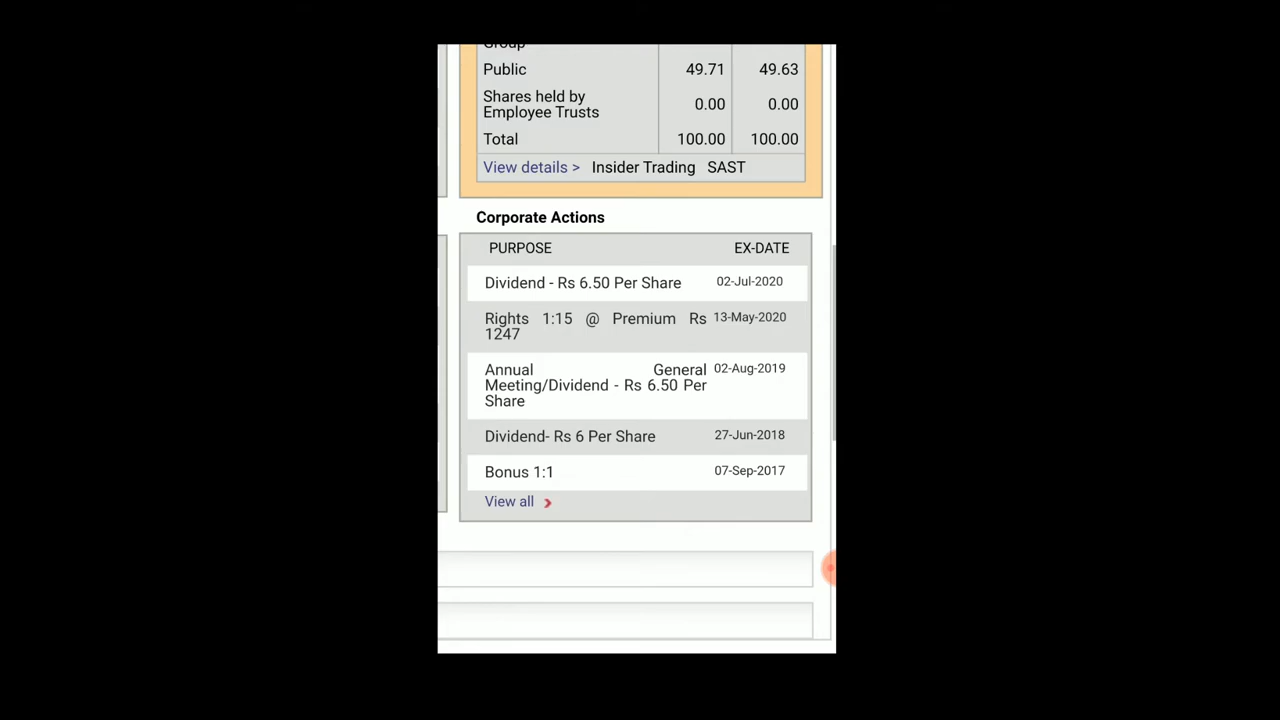 Group
Public 49.71 49.63
Shares held by
Employee Trusts 0.00 0.00
Total 100.00 100.00
View details > Insider Trading SAST
Corporate Actions
PURPOSE EX-DATE
Dividend - Rs 6.50 Per Share 02-Jul-2020
Rights 1:15 @ Premium Rs 13-May-2020
1247
Annual General 02-Aug-2019
Meeting/Dividend - Rs 6.50 Per
Share
Dividend- Rs 6 Per Share 27-Jun-2018
Bonus 1:1 07-Sep-2017
View all